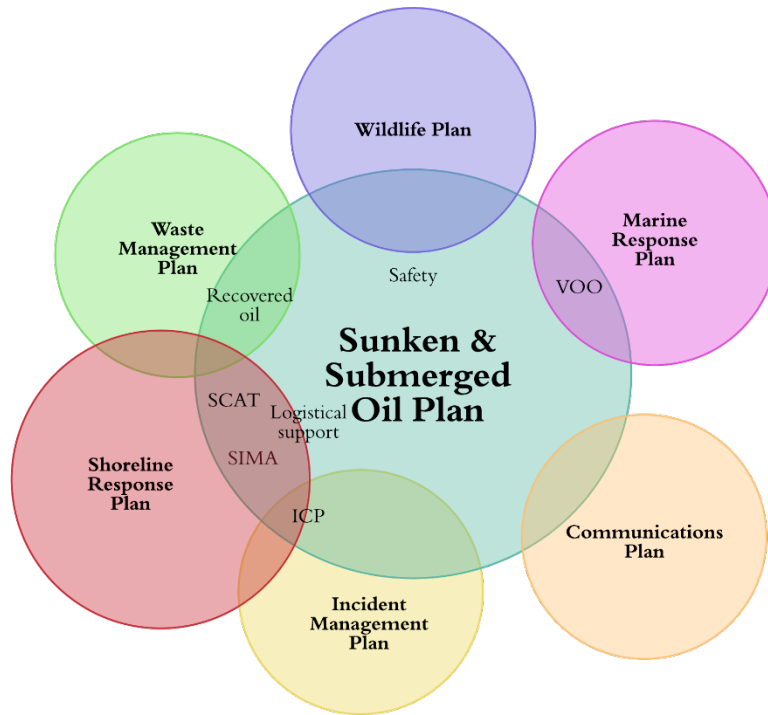 Wildlife Plan
Marine
Response
Plan
Waste
Management
Plan
Safety
VOO
Recovered
oil
Sunken &
Submerged
Oil Plan
SCAT
Logistical
support
SIMA
Shoreline
Response
Plan
ICP
Communications
Plan
Incident
Management
Plan